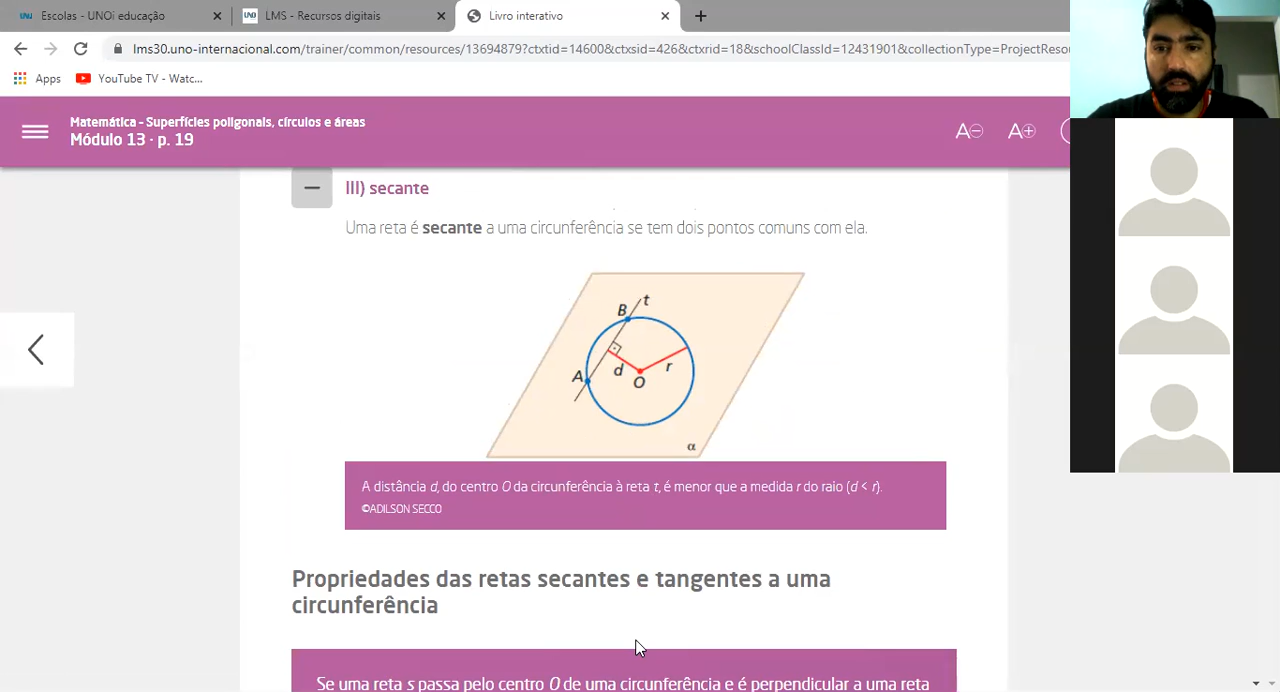 UNO Escolas - UNOi educação
UNO LMS - Recursos digitais
Livro interativo
lms30.uno-internacional.com/trainer/common/resources/13694879?ctxtid=14600&ctxsid=426&ctxrid=18&schoolClassId=12431901&collectionType=ProjectResou
Apps
YouTube TV - Watc...
Matemática - Superfícies poligonais, círculos e áreas
Módulo 13 · p. 19
A
A
III) secante
Uma reta é secante a uma circunferência se tem dois pontos comuns com ela.
B
t
A
d
O
r
α
A distância d, do centro O da circunferência à reta t, é menor que a medida r do raio (d < r).
©ADILSON SECCO
Propriedades das retas secantes e tangentes a uma
circunferência
Se uma reta s passa pelo centro O de uma circunferência e é perpendicular a uma reta